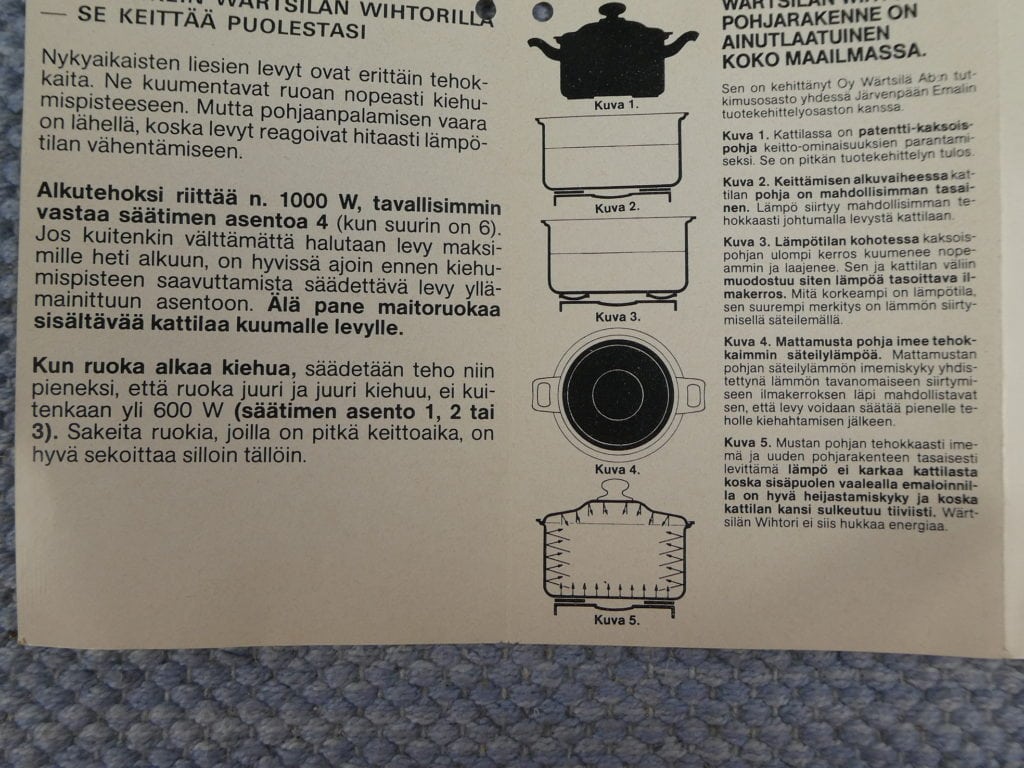 WÄRTSILÄN WIHTORILLA
— SE KEITTÄÄ PUOLESTASI
Nykyaikaisten liesien levyt ovat erittäin tehok-
kaita. Ne kuumentavat ruoan nopeasti kiehu-
mispisteeseen. Mutta pohjaanpalamisen vaara
on lähellä, koska levyt reagoivat hitaasti lämpö-
tilan vähentämiseen.
Alkutehoksi riittää n. 1000 W, tavallisimmin
vastaa säätimen asentoa 4 (kun suurin on 6).
Jos kuitenkin välttämättä halutaan levy maksi-
mille heti alkuun, on hyvissä ajoin ennen kiehu-
mispisteen saavuttamista säädettävä levy yllä-
mainittuun asentoon. Älä pane maitoruokaa
sisältävää kattilaa kuumalle levylle.
Kun ruoka alkaa kiehua, säädetään teho niin
pieneksi, että ruoka juuri ja juuri kiehuu, ei kui-
tenkaan yli 600 W (säätimen asento 1, 2 tai
3). Sakeita ruokia, joilla on pitkä keittoaika, on
hyvä sekoittaa silloin tällöin.
Kuva 1.
Kuva 2.
Kuva 3.
Kuva 4.
Kuva 5.
WÄRTSILÄN
POHJARAKENNE ON
AINUTLAATUINEN
KOKO MAAILMASSA.
Sen on kehittänyt Oy Wärtsilä Ab:n tut-
kimusosasto yhdessä Järvenpään Emalin
tuotekehittelyosaston kanssa.
Kuva 1. Kattilassa on patentti-kaksois-
pohja keitto-ominaisuuksien parantami-
seksi. Se on pitkän tuotekehittelyn tulos.
Kuva 2. Keittämisen alkuvaiheessa kat-
tilan pohja on mahdollisimman tasai-
nen. Lämpö siirtyy mahdollisimman te-
hokkaasti johtumalla levystä kattilaan.
Kuva 3. Lämpötilan kohotessa kaksois-
pohjan ulompi kerros kuumenee nope-
ammin ja laajenee. Sen ja kattilan väliin
muodostuu siten lämpöä tasoittava il-
makerros. Mitä korkeampi on lämpötila,
sen suurempi merkitys on lämmön siirty-
misellä säteilemällä.
Kuva 4. Mattamusta pohja imee tehok-
kaimmin säteilylämpöä. Mattamustan
pohjan säteilylämmön imemiskyky yhdis-
tettynä lämmön tavanomaiseen siirtymi-
seen ilmakerroksen läpi mahdollistavat
sen, että levy voidaan säätää pienelle te-
holle kiehahtamisen jälkeen.
Kuva 5. Mustan pohjan tehokkaasti ime-
mä ja uuden pohjarakenteen tasaisesti
levittämä lämpö ei karkaa kattilasta
koska sisäpuolen vaalealla emaloinnil-
la on hyvä heijastamiskyky ja koska
kattilan kansi sulkeutuu tiiviisti. Wärt-
silän Wihtori ei siis hukkaa energiaa.